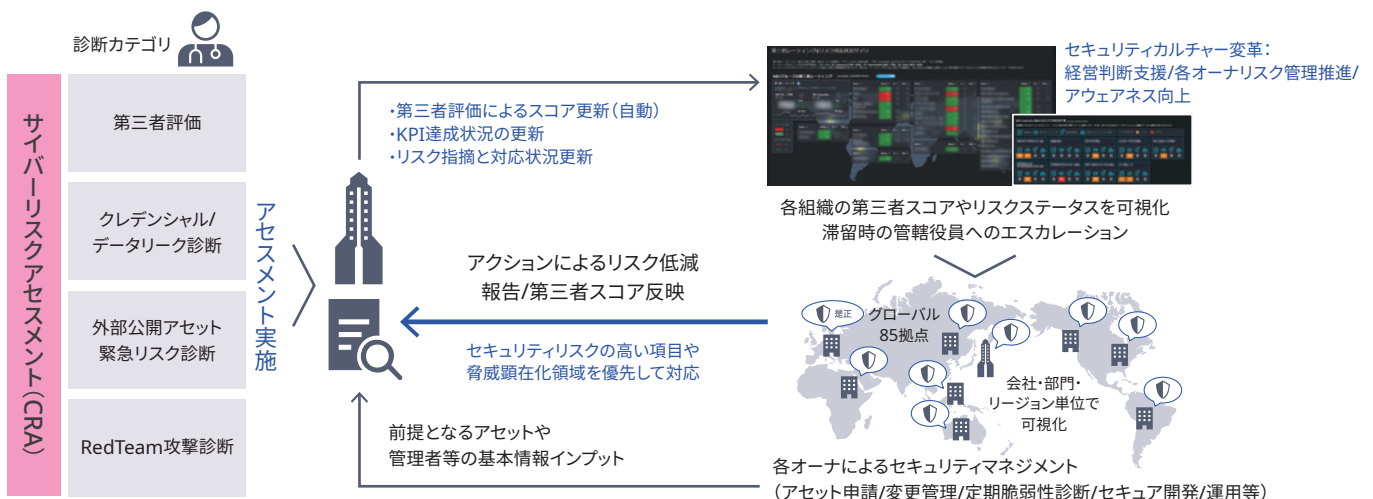 診断カテゴリ
サイバーリスクアセスメント（CRA）
第三者評価
クレデンシャル/
データリーク診断
外部公開アセット
緊急リスク診断
RedTeam攻撃診断
アセスメント実施
・第三者評価によるスコア更新（自動）
・KPI達成状況の更新
・リスク指摘と対応状況更新
セキュリティカルチャー変革：
経営判断支援/各オーナリスク管理推進/
アウェアネス向上
各組織の第三者スコアやリスクステータスを可視化
滞留時の管轄役員へのエスカレーション
アクションによるリスク低減
報告/第三者スコア反映
セキュリティリスクの高い項目や
脅威顕在化領域を優先して対応
是正
グローバル
85拠点
会社・部門・
リージョン単位で
可視化
前提となるアセットや
管理者等の基本情報インプット
各オーナによるセキュリティマネジメント
（アセット申請/変更管理/定期脆弱性診断/セキュア開発/運用等）